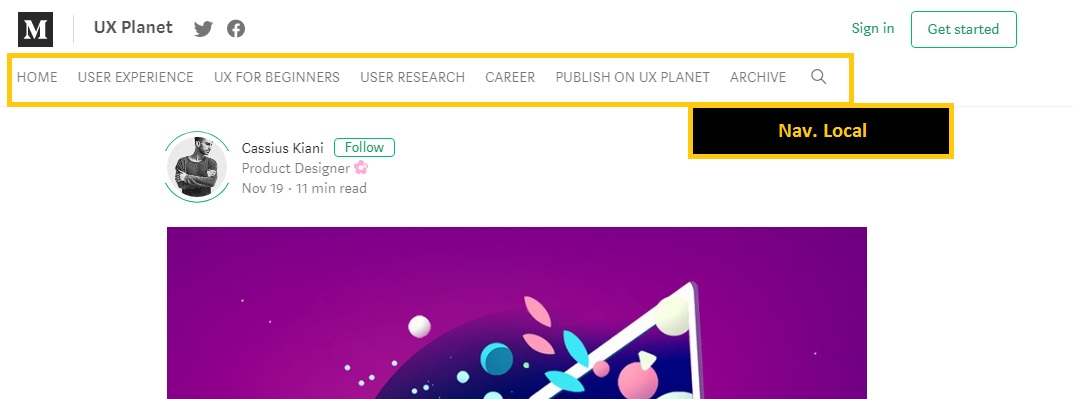 M UX Planet Sign in Get started
HOME USER EXPERIENCE UX FOR BEGINNERS USER RESEARCH CAREER PUBLISH ON UX PLANET ARCHIVE
Nav. Local
Cassius Kiani Follow
Product Designer
Nov 19 · 11 min read